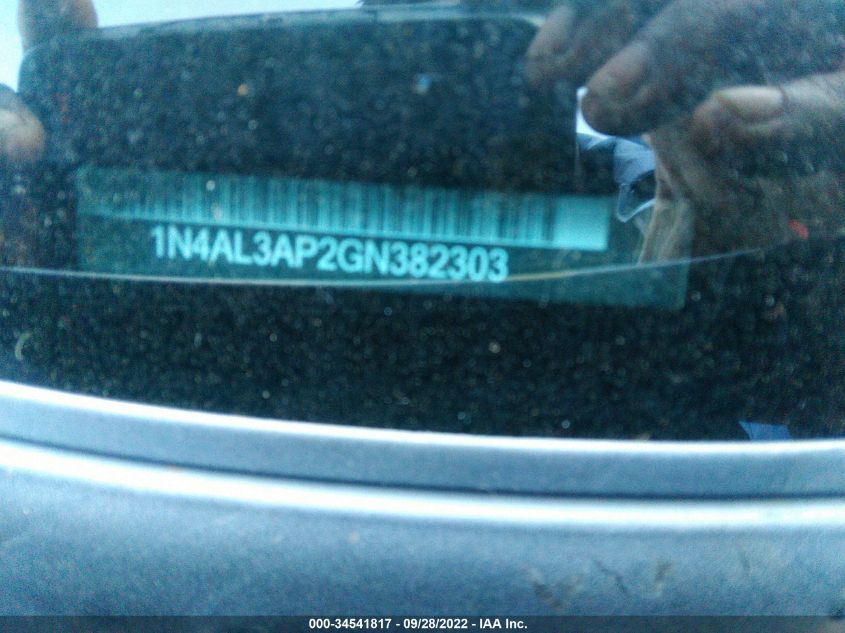 1N4AL3AP2GN382303
000-34541817 - 09/28/2022 - IAA Inc.